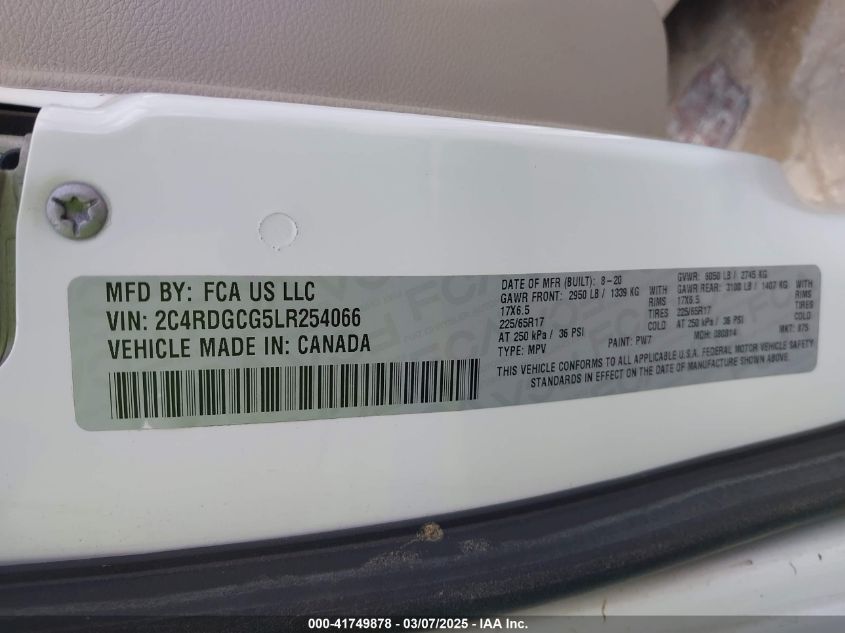 MFD BY: FCA US LLC
VIN: 2C4RDGCG5LR254066
VEHICLE MADE IN: CANADA
DATE OF MFR (BUILT): 8-20
GVWR: 6050 LB / 2745 KG
GAWR FRONT: 2950 LB / 1339 KG WITH
GAWR REAR: 3100 LB / 1407 KG WITH
17X6.5 RIMS
17X6.5 RIMS
225/65R17 TIRES
225/65R17 TIRES
AT 250 kPa / 36 PSI COLD
AT 250 kPa / 36 PSI COLD
TYPE: MPV PAINT: PW7 MDH: 080814 MKT: 875
THIS VEHICLE CONFORMS TO ALL APPLICABLE U.S.A. FEDERAL MOTOR VEHICLE SAFETY
STANDARDS IN EFFECT ON THE DATE OF MANUFACTURE SHOWN ABOVE.
000-41749878 - 03/07/2025 - IAA Inc.